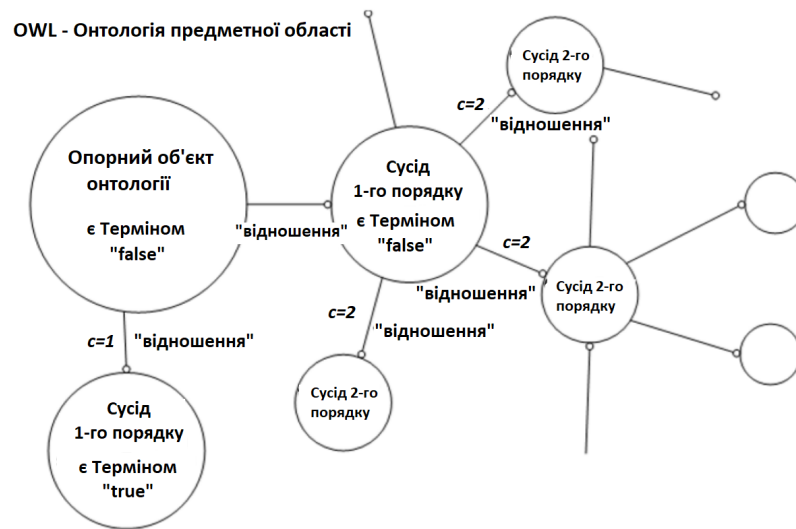 OWL - Онтологія предметної області
Сусід 2-го
порядку
c=2
"відношення"
Опорний об'єкт
онтології
є Терміном
"false"
"відношення"
Сусід
1-го порядку
є Терміном
"false"
c=2
"відношення"
Сусід 2-го
порядку
c=2
"відношення"
c=1
"відношення"
Сусід 2-го
порядку
Сусід
1-го порядку
є Терміном
"true"